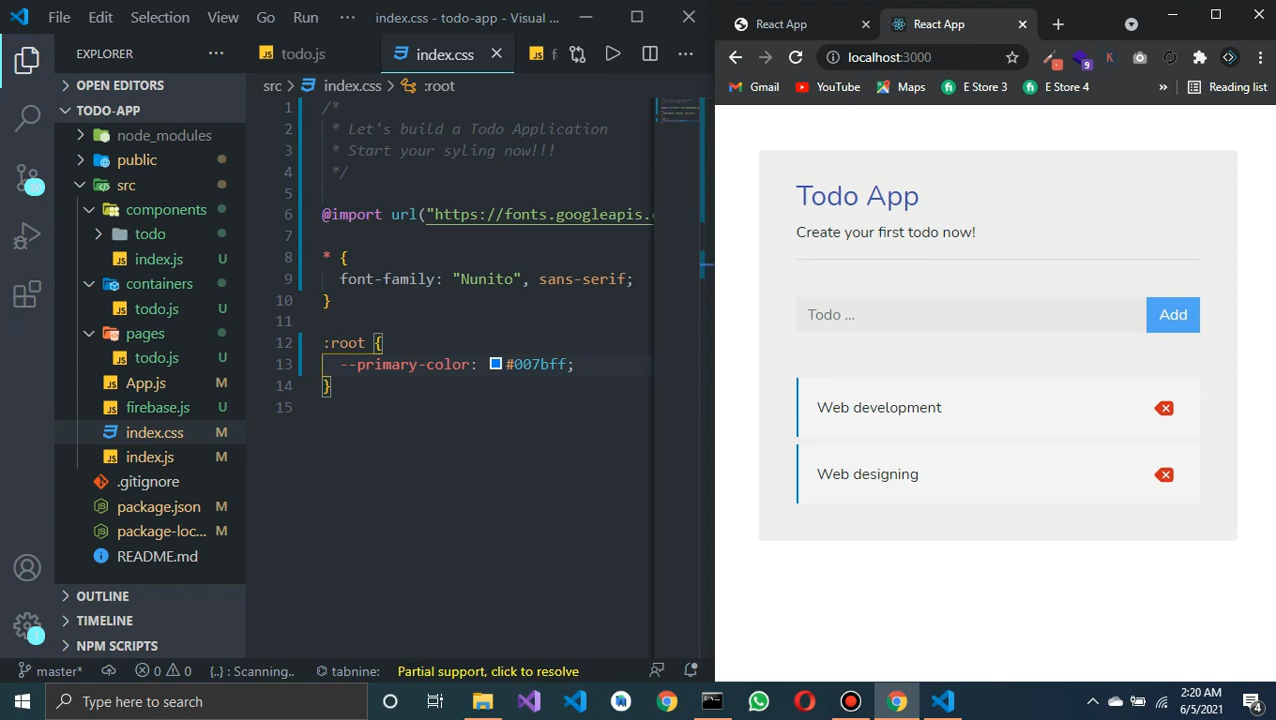 File Edit Selection View Go Run ··· index.css - todo-app - Visual ...
EXPLORER
OPEN EDITORS
TODO-APP
node_modules
public
src
components
todo
index.js U
containers
todo.js U
pages
todo.js U
App.js M
firebase.js U
index.css M
index.js M
.gitignore
package.json M
package-loc... M
README.md
OUTLINE
TIMELINE
NPM SCRIPTS
todo.js index.css f
src > index.css > :root
1 /*
2 * Let's build a Todo Application
3 * Start your syling now!!!
4 */
5
6 @import url("https://fonts.googleapis.
7
8 * {
9 font-family: "Nunito", sans-serif;
10 }
11
12 :root {
13 --primary-color: #007bff;
14 }
15
master* 0 0 {..} : Scanning.. tabnine: Partial support, click to resolve
React App React App
localhost:3000
9 K
Gmail YouTube Maps E Store 3 E Store 4 » Reading list
Todo App
Create your first todo now!
Todo ... Add
Web development
Web designing
Type here to search
2:20 AM
6/5/2021
4